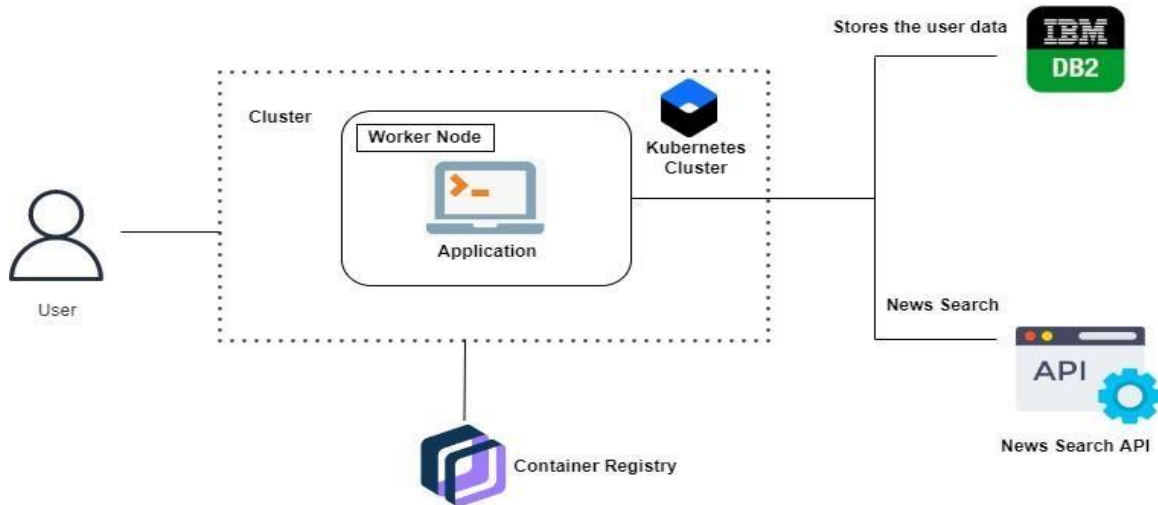 Stores the user data
IBM
DB2
Cluster
Worker Node
Kubernetes
Cluster
Application
User
News Search
API
News Search API
Container Registry